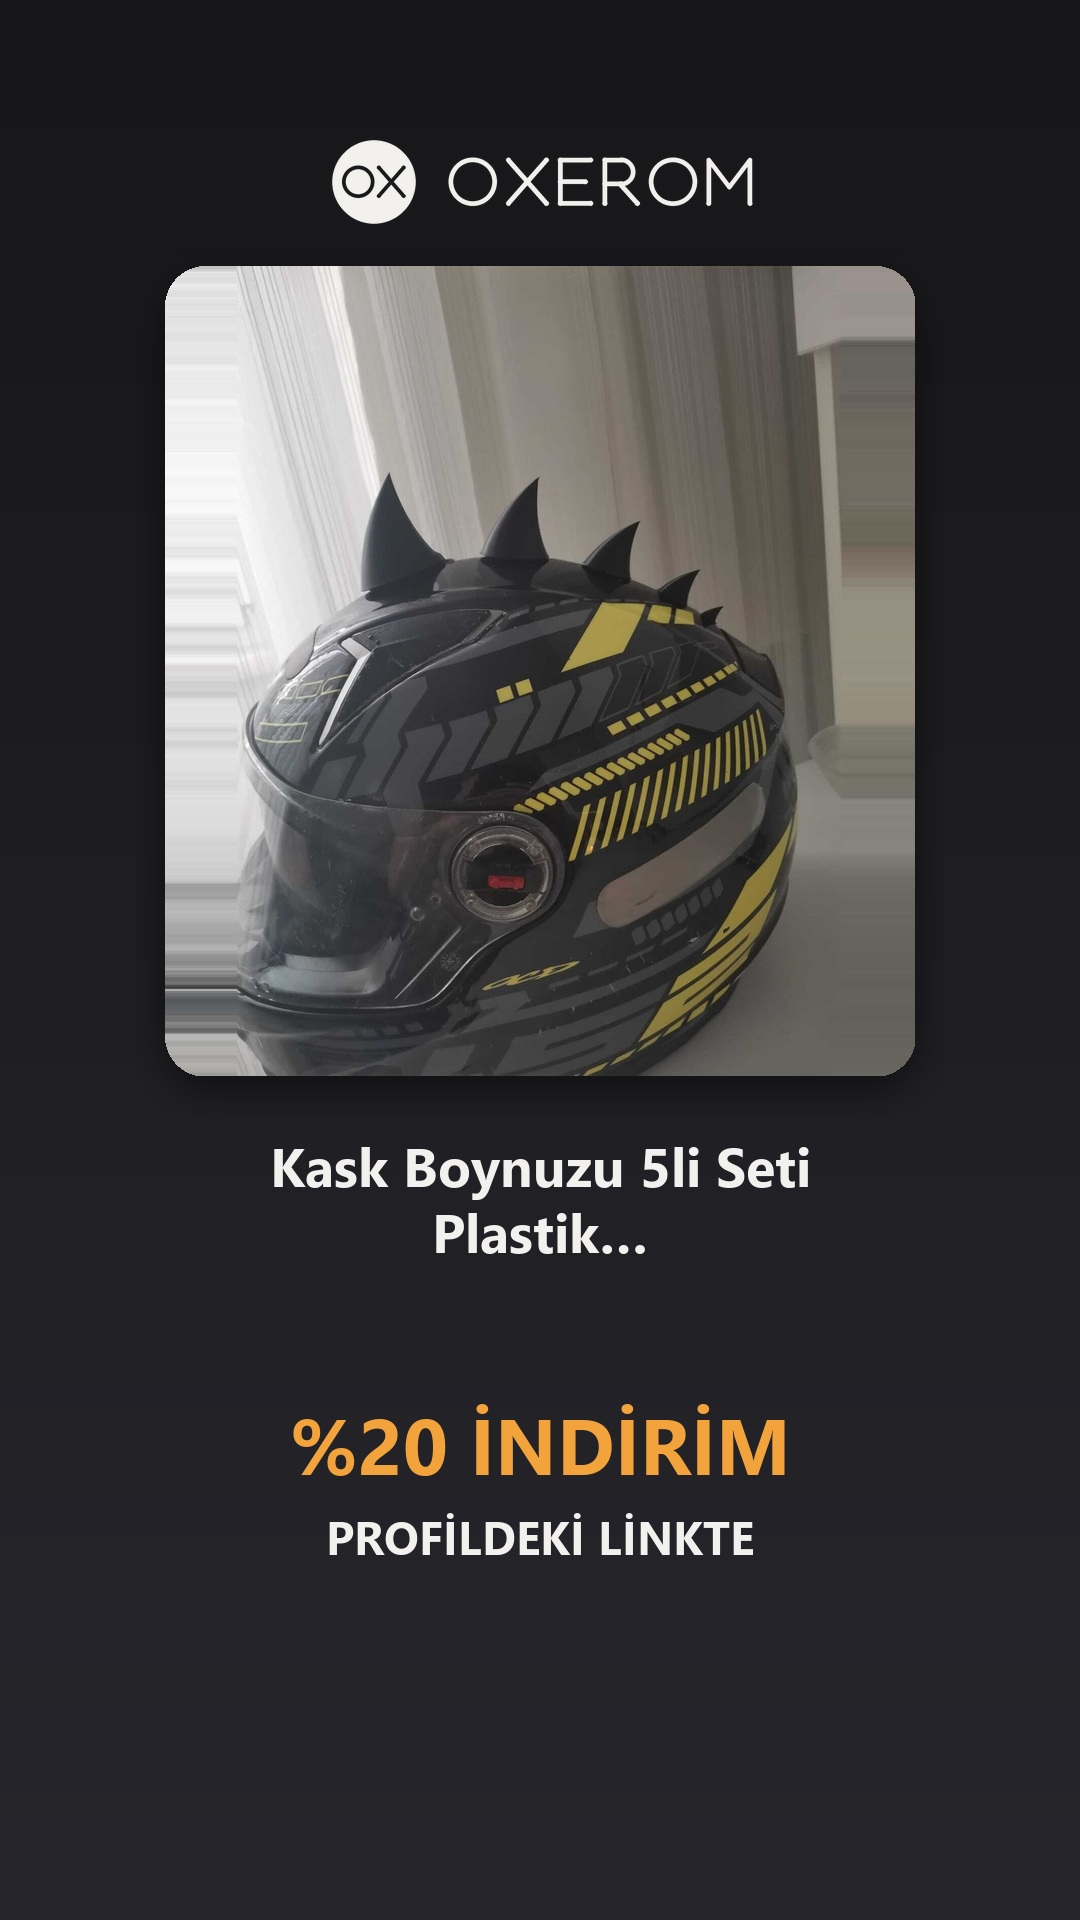 OX OXEROM
Kask Boynuzu 5li Seti
Plastik...
%20 İNDİRİM
PROFİLDEKİ LİNKTE